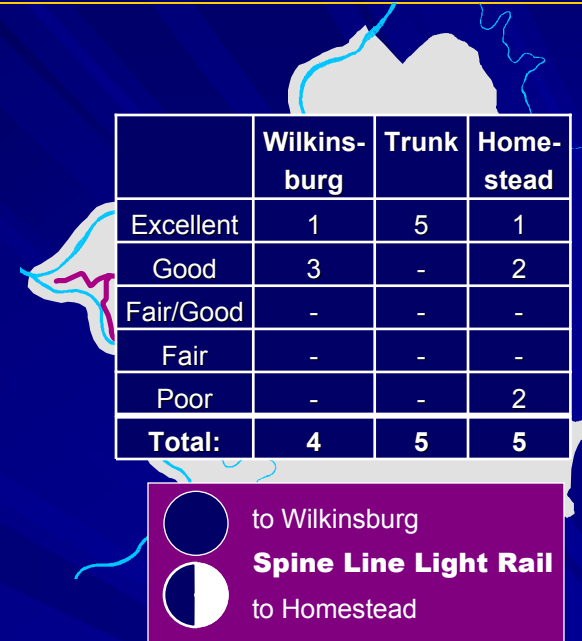 Wilkins- Trunk Home-
burg stead
Excellent 1 5 1
Good 3 - 2
Fair/Good - - -
Fair - - -
Poor - - 2
Total: 4 5 5
to Wilkinsburg
Spine Line Light Rail
to Homestead